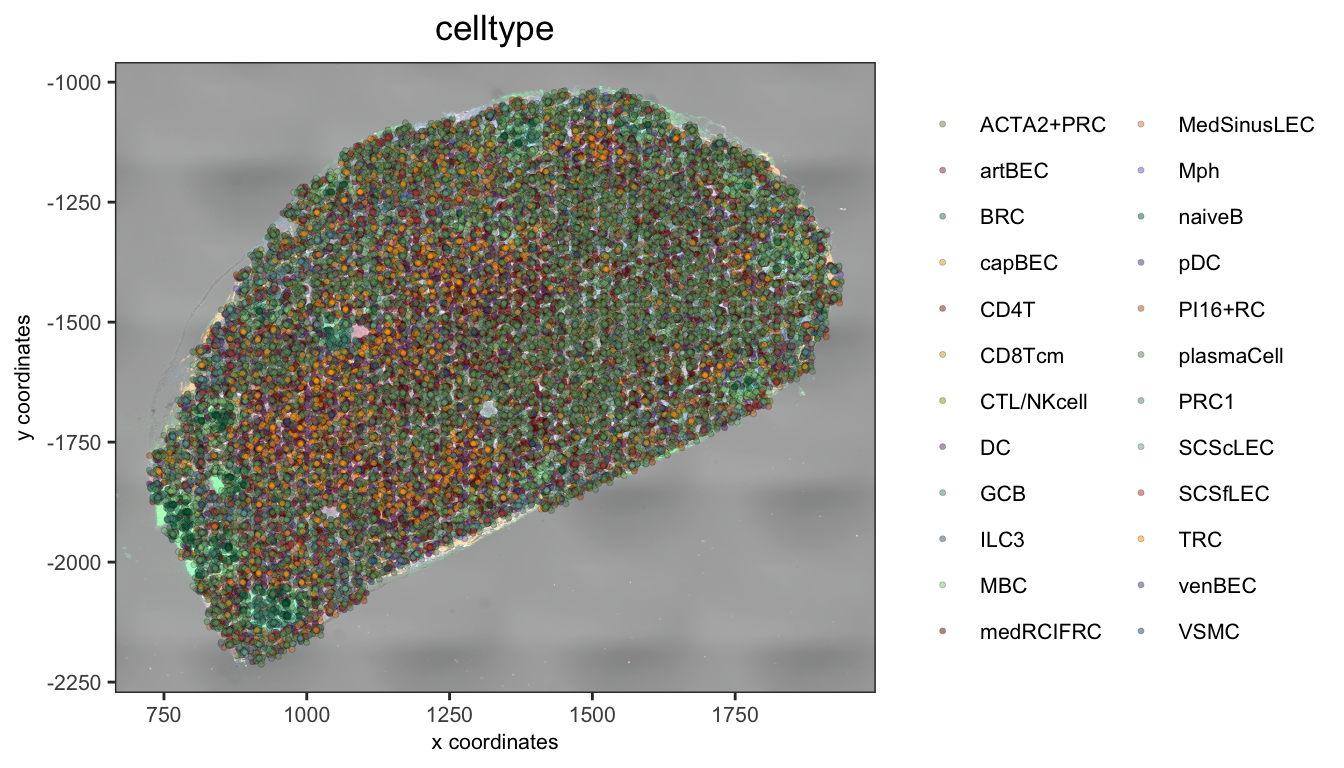 celltype
-1000
-1250
-1500
-1750
-2000
-2250
y coordinates
750 1000 1250 1500 1750
x coordinates
ACTA2+PRC MedSinusLEC
artBEC Mph
BRC naiveB
capBEC pDC
CD4T PI16+RC
CD8Tcm plasmaCell
CTL/NKcell PRC1
DC SCScLEC
GCB SCSfLEC
ILC3 TRC
MBC venBEC
medRCIFRC VSMC